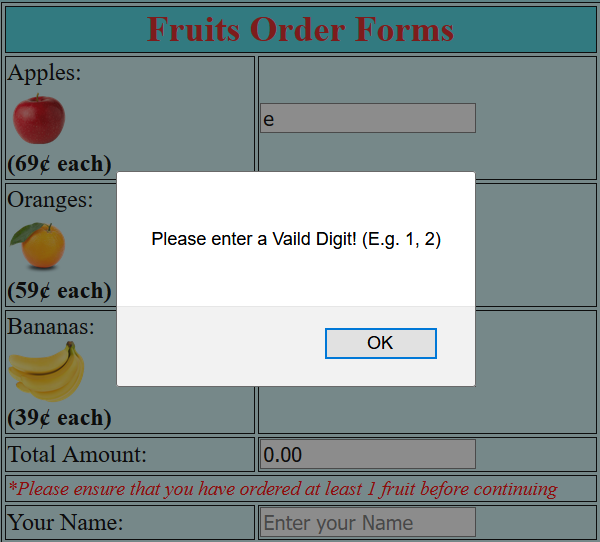 Fruits Order Forms
Apples:
e
(69¢ each)
Oranges:
(59¢ each)
Please enter a Vaild Digit! (E.g. 1, 2)
OK
Bananas:
(39¢ each)
Total Amount:
0.00
*Please ensure that you have ordered at least 1 fruit before continuing
Your Name:
Enter your Name